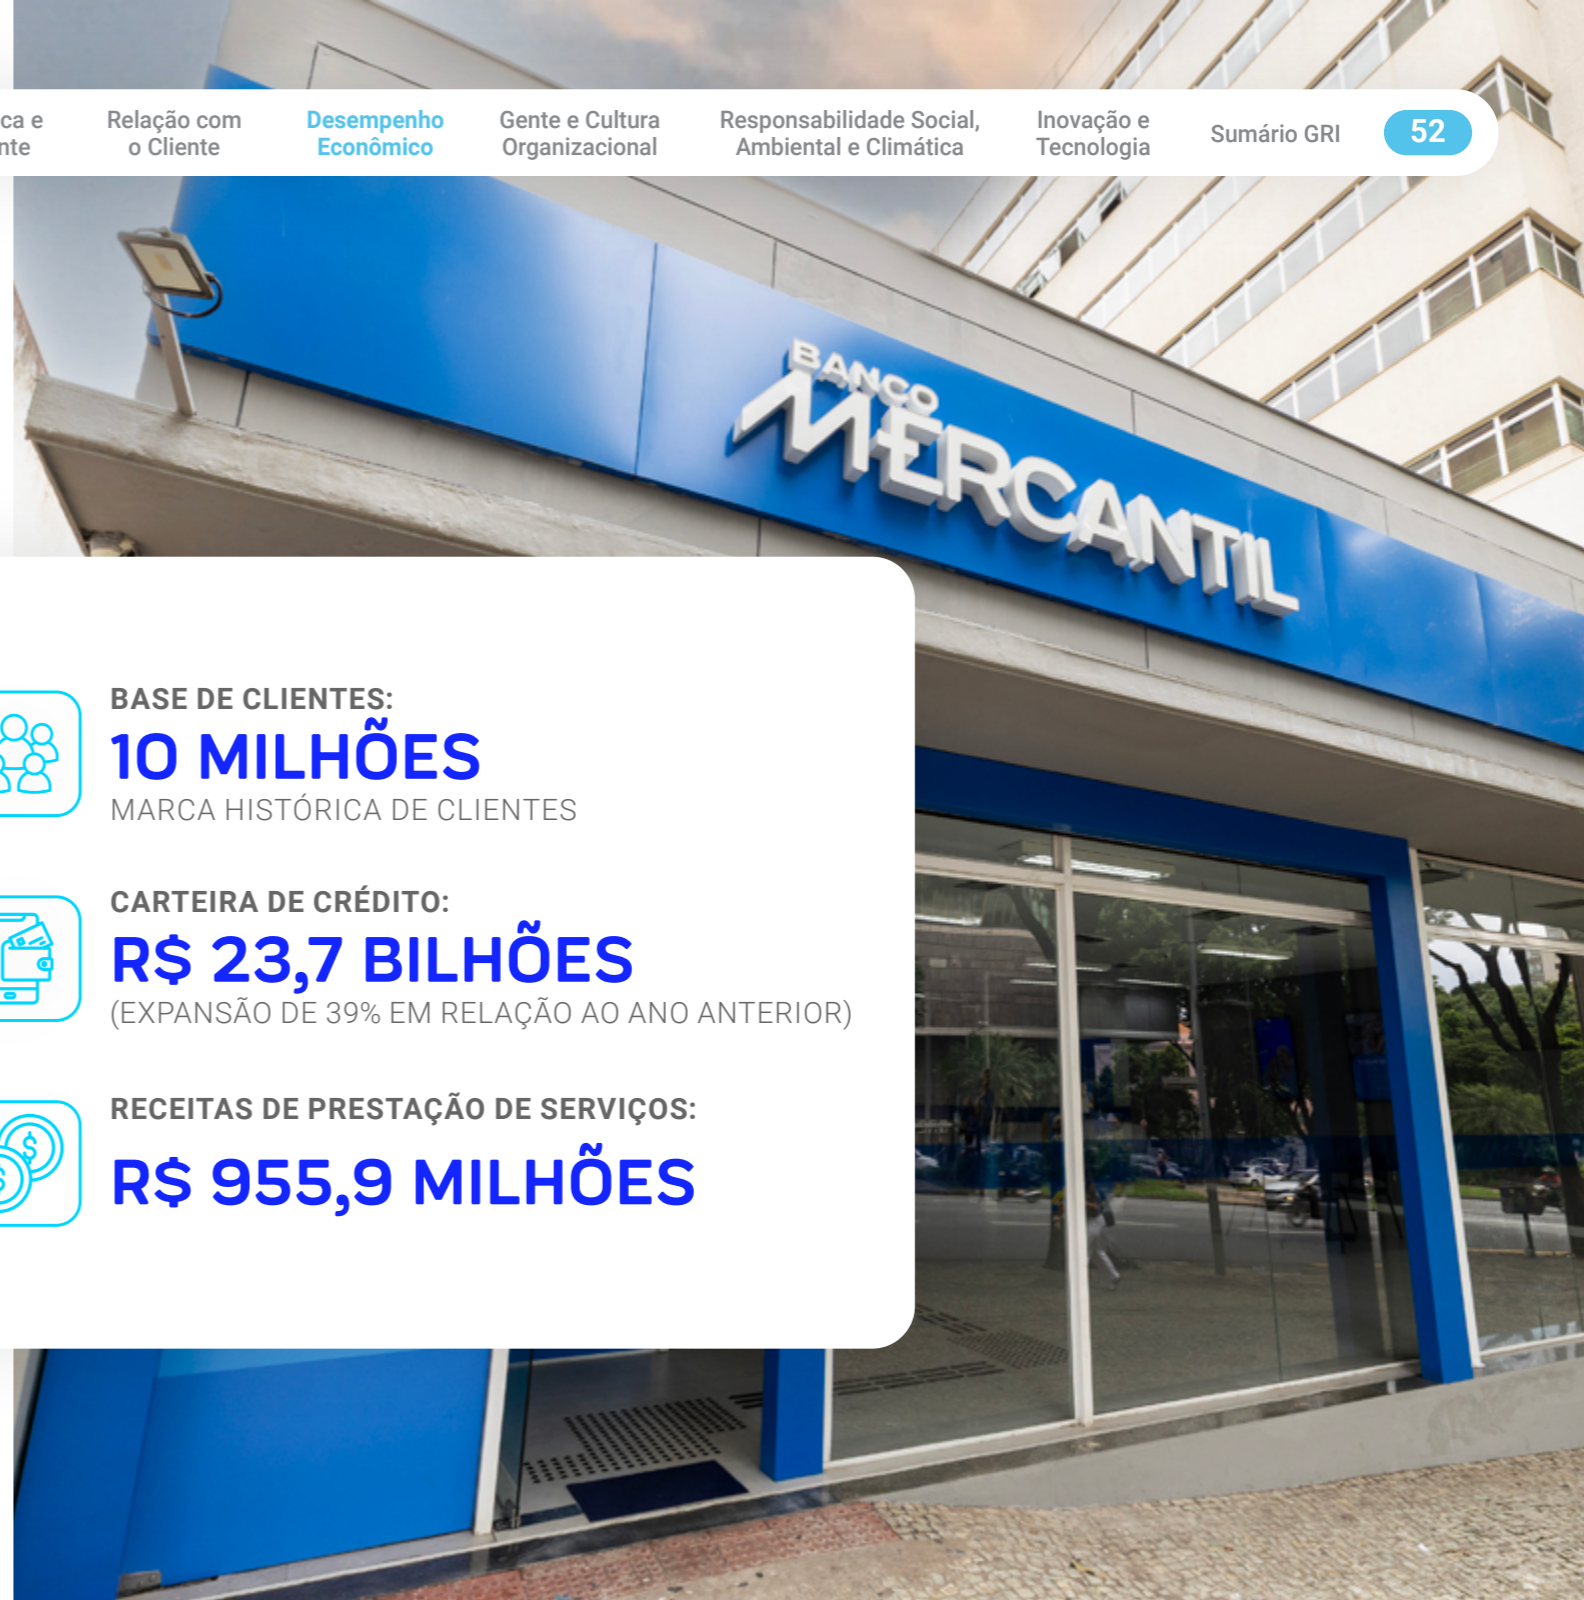 Relação com
o Cliente
Desempenho
Econômico
Gente e Cultura
Organizacional
Responsabilidade Social,
Ambiental e Climática
Inovação e
Tecnologia
Sumário GRI
52
BANCO
MERCANTIL
BASE DE CLIENTES:
10 MILHÕES
MARCA HISTÓRICA DE CLIENTES
CARTEIRA DE CRÉDITO:
R$ 23,7 BILHÕES
(EXPANSÃO DE 39% EM RELAÇÃO AO ANO ANTERIOR)
RECEITAS DE PRESTAÇÃO DE SERVIÇOS:
R$ 955,9 MILHÕES